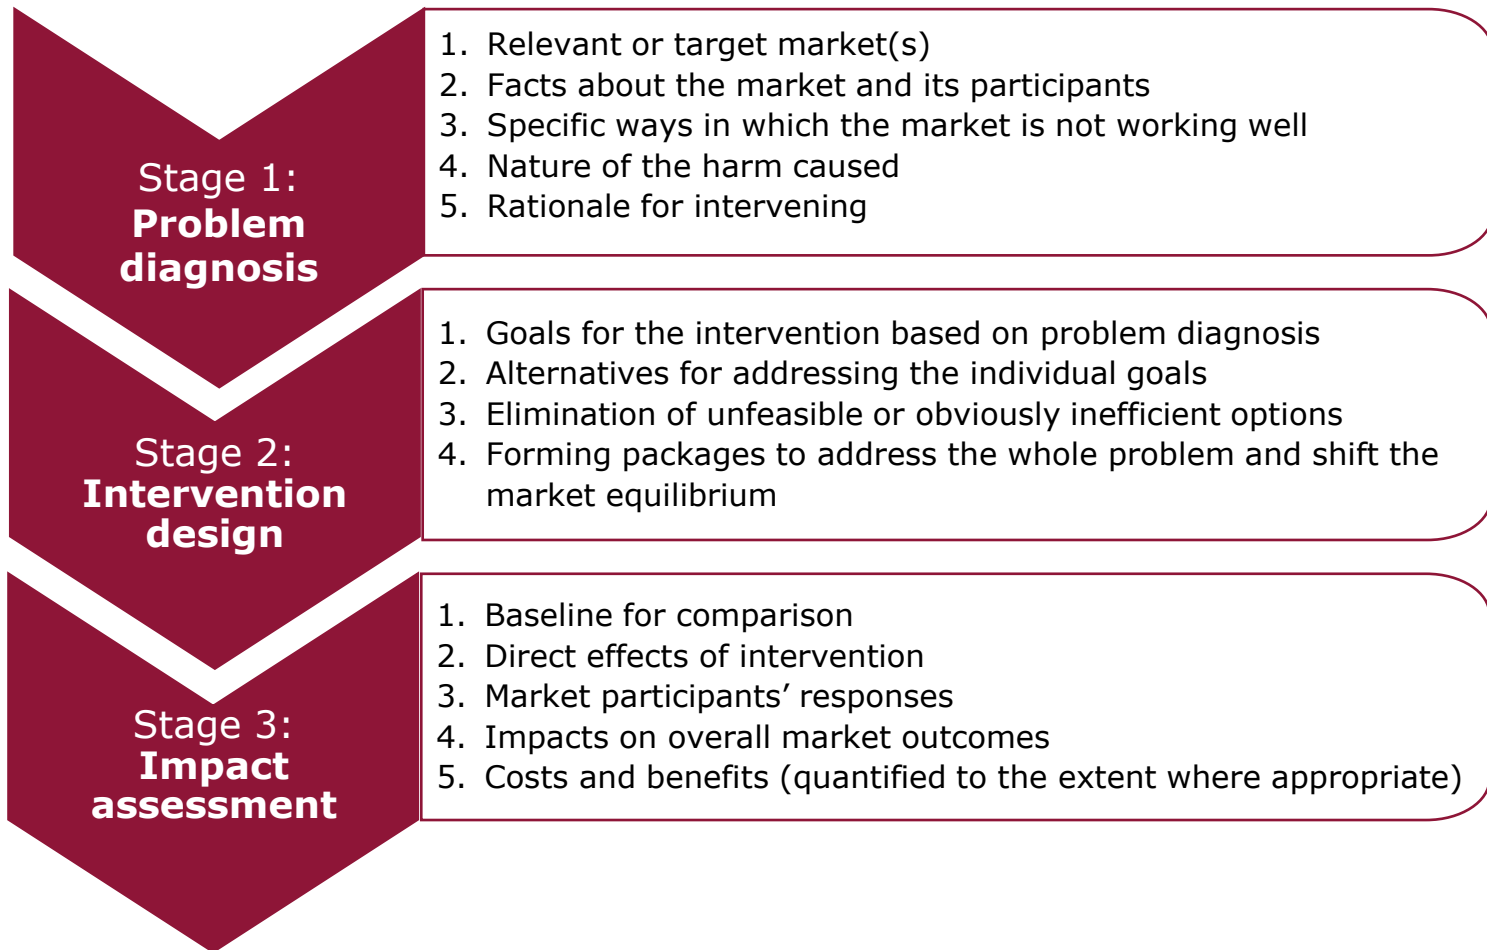 Stage 1:
Problem
diagnosis
1. Relevant or target market(s)
2. Facts about the market and its participants
3. Specific ways in which the market is not working well
4. Nature of the harm caused
5. Rationale for intervening
Stage 2:
Intervention
design
1. Goals for the intervention based on problem diagnosis
2. Alternatives for addressing the individual goals
3. Elimination of unfeasible or obviously inefficient options
4. Forming packages to address the whole problem and shift the
market equilibrium
Stage 3:
Impact
assessment
1. Baseline for comparison
2. Direct effects of intervention
3. Market participants’ responses
4. Impacts on overall market outcomes
5. Costs and benefits (quantified to the extent where appropriate)